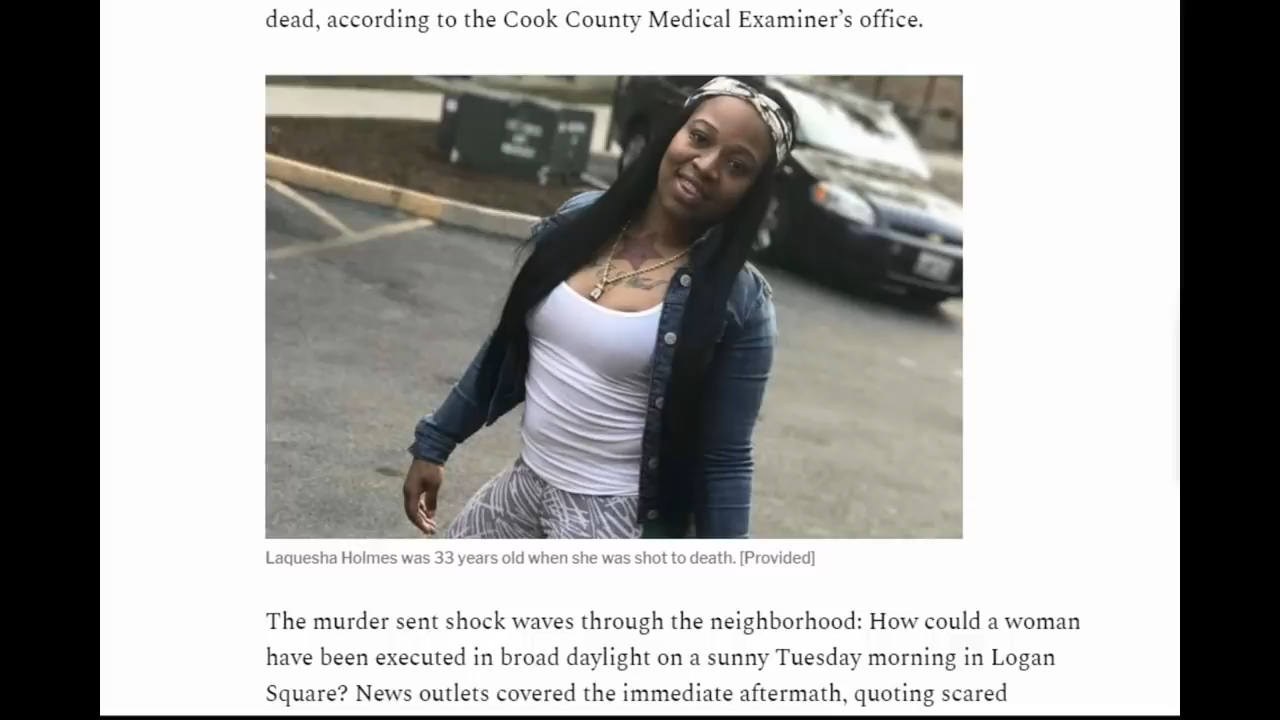 dead, according to the Cook County Medical Examiner’s office.
Laquesha Holmes was 33 years old when she was shot to death. [Provided]
The murder sent shock waves through the neighborhood: How could a woman
have been executed in broad daylight on a sunny Tuesday morning in Logan
Square? News outlets covered the immediate aftermath, quoting scared